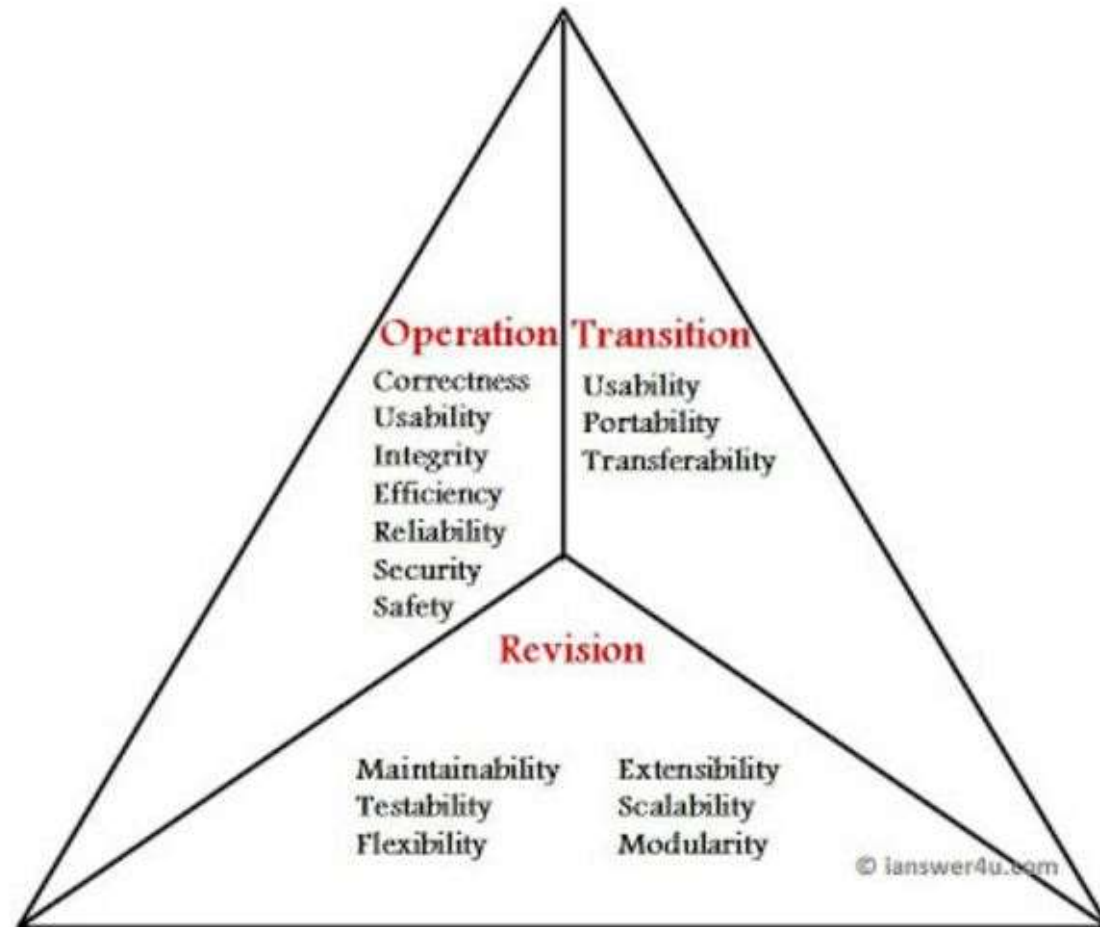 Operation
Correctness
Usability
Integrity
Efficiency
Reliability
Security
Safety
Transition
Usability
Portability
Transferability
Revision
Maintainability
Testability
Flexibility
Extensibility
Scalability
Modularity
© ianswer4u.com